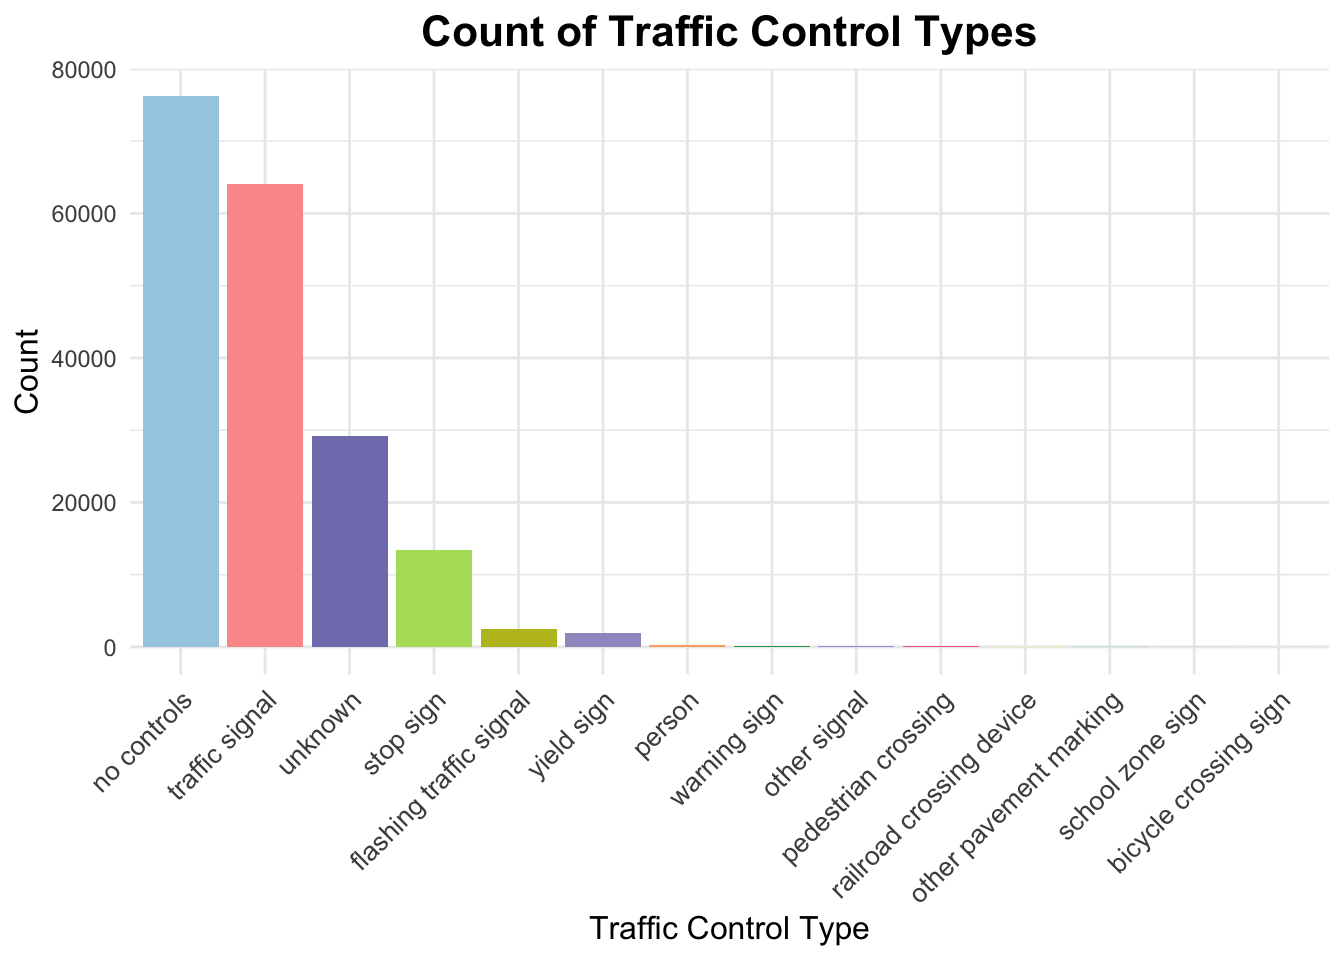 Count of Traffic Control Types
80000
60000
40000
20000
0
Count
no controls
traffic signal
unknown
stop sign
flashing traffic signal
yield sign
person
warning sign
other signal
pedestrian crossing
railroad crossing device
other pavement marking
school zone sign
bicycle crossing sign
Traffic Control Type